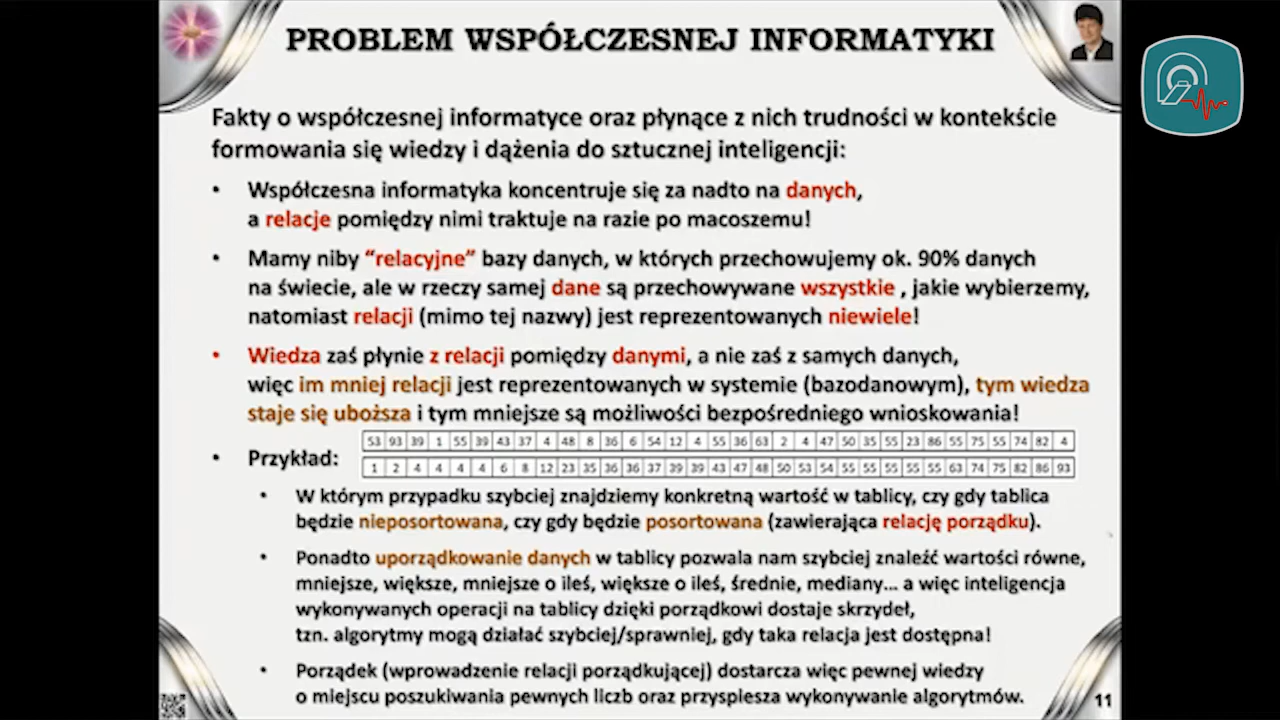 PROBLEM WSPÓŁCZESNEJ INFORMATYKI
Fakty o współczesnej informatyce oraz płynące z nich trudności w kontekście
formowania się wiedzy i dążenia do sztucznej inteligencji:
• Współczesna informatyka koncentruje się za nadto na danych,
a relacje pomiędzy nimi traktuje na razie po macoszemu!
• Mamy niby “relacyjne” bazy danych, w których przechowujemy ok. 90% danych
na świecie, ale w rzeczy samej dane są przechowywane wszystkie , jakie wybierzemy,
natomiast relacji (mimo tej nazwy) jest reprezentowanych niewiele!
• Wiedza zaś płynie z relacji pomiędzy danymi, a nie zaś z samych danych,
więc im mniej relacji jest reprezentowanych w systemie (bazodanowym), tym wiedza
staje się uboższa i tym mniejsze są możliwości bezpośredniego wnioskowania!
• Przykład:
53 93 39 1 55 39 43 37 4 48 8 36 6 54 12 4 55 36 63 2 4 47 50 35 55 23 86 55 75 55 74 82 4
1 2 4 4 4 4 6 8 12 23 35 36 36 37 39 39 43 47 48 50 53 54 55 55 55 55 55 63 74 75 82 86 93
• W którym przypadku szybciej znajdziemy konkretną wartość w tablicy, czy gdy tablica
będzie nieposortowana, czy gdy będzie posortowana (zawierająca relację porządku).
• Ponadto uporządkowanie danych w tablicy pozwala nam szybciej znaleźć wartości równe,
mniejsze, większe, mniejsze o ileś, większe o ileś, średnie, mediany... a więc inteligencja
wykonywanych operacji na tablicy dzięki porządkowi dostaje skrzydeł,
tzn. algorytmy mogą działać szybciej/sprawniej, gdy taka relacja jest dostępna!
• Porządek (wprowadzenie relacji porządkującej) dostarcza więc pewnej wiedzy
o miejscu poszukiwania pewnych liczb oraz przyspiesza wykonywanie algorytmów.
11